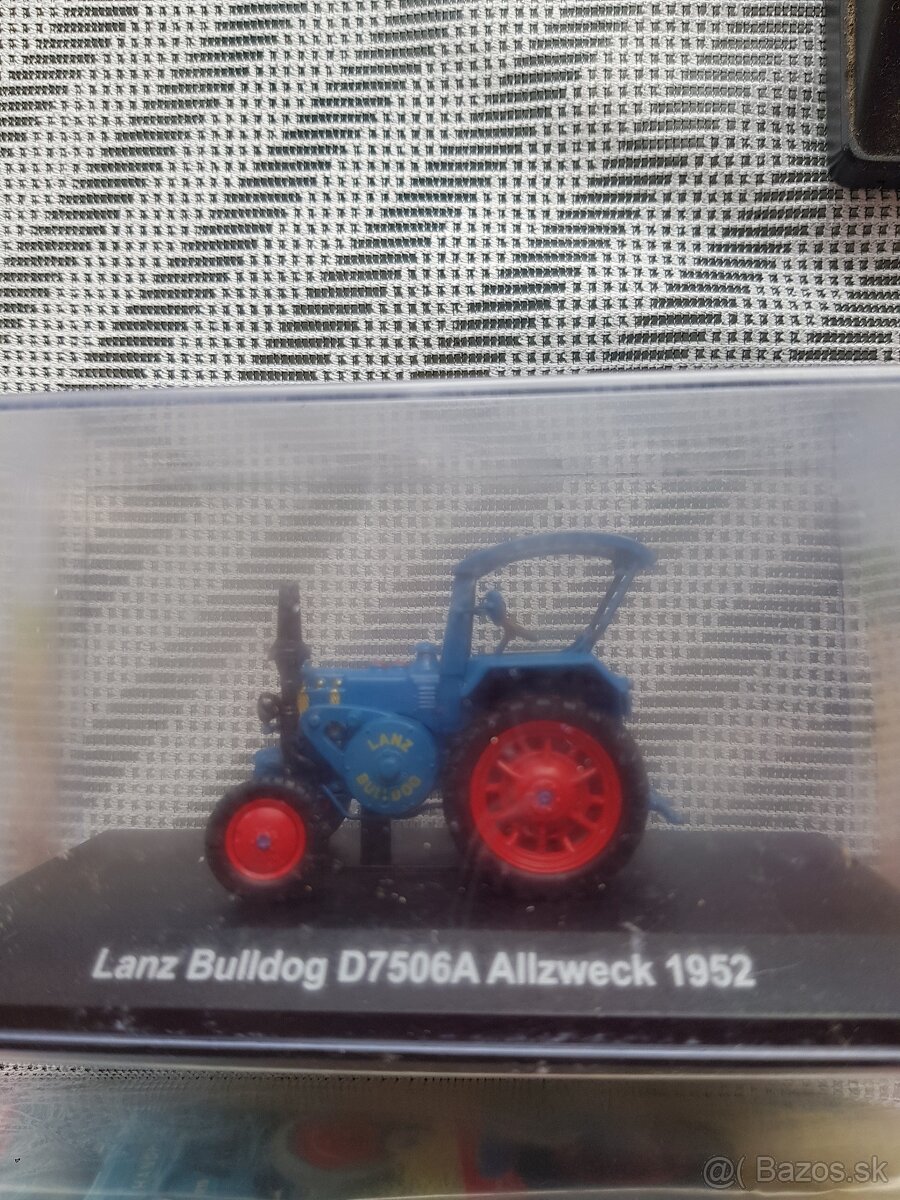 LANZ
BULLDOG
Lanz Bulldog D7506A Allzweck 1952
@( Bazos.sk